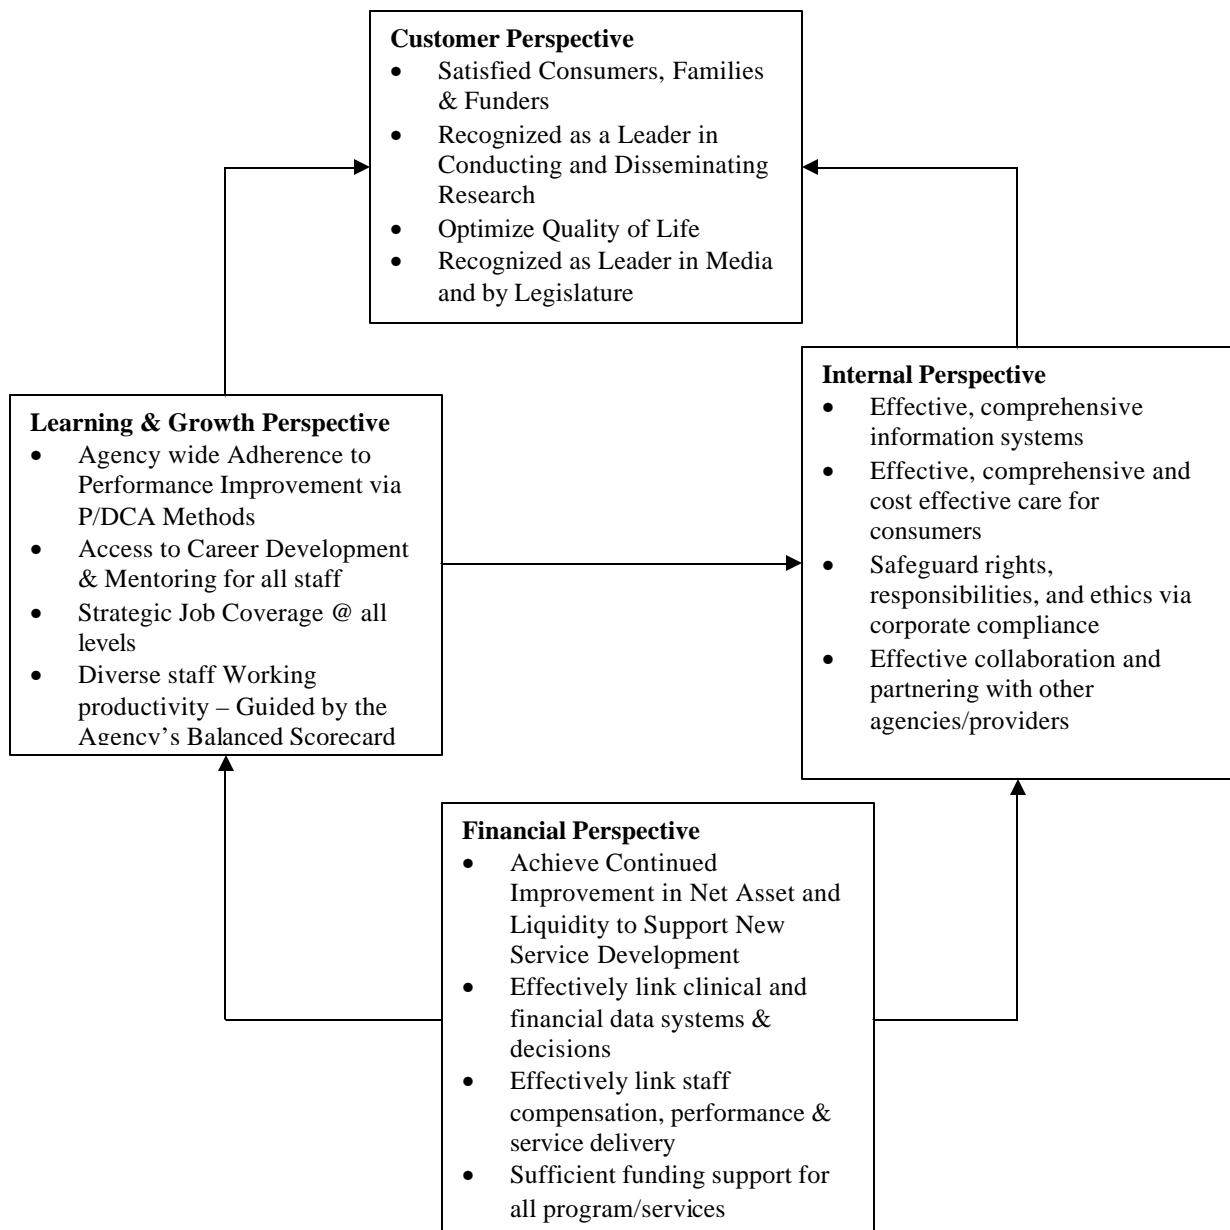 Customer Perspective
• Satisfied Consumers, Families
& Funders
• Recognized as a Leader in
Conducting and Disseminating
Research
• Optimize Quality of Life
• Recognized as Leader in Media
and by Legislature
Learning & Growth Perspective
• Agency wide Adherence to
Performance Improvement via
P/DCA Methods
• Access to Career Development
& Mentoring for all staff
• Strategic Job Coverage @ all
levels
• Diverse staff Working
productivity – Guided by the
Agency's Balanced Scorecard
Internal Perspective
• Effective, comprehensive
information systems
• Effective, comprehensive and
cost effective care for
consumers
• Safeguard rights,
responsibilities, and ethics via
corporate compliance
• Effective collaboration and
partnering with other
agencies/providers
Financial Perspective
• Achieve Continued
Improvement in Net Asset and
Liquidity to Support New
Service Development
• Effectively link clinical and
financial data systems &
decisions
• Effectively link staff
compensation, performance &
service delivery
• Sufficient funding support for
all program/services